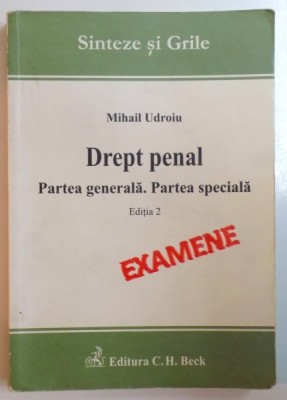 Sinteze și Grile
Mihail Udroiu
Drept penal
Partea generală. Partea specială
Ediția 2
EXAMENE
Editura C. H. Beck